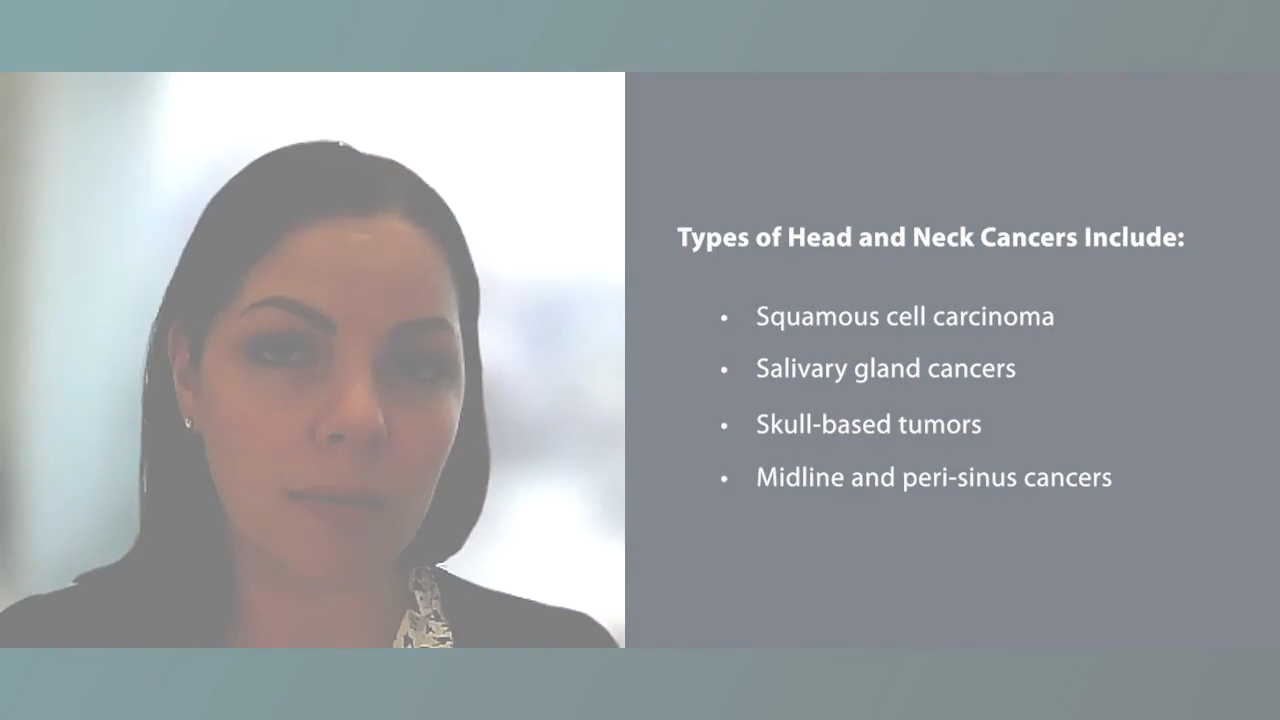 Types of Head and Neck Cancers Include:
• Squamous cell carcinoma
• Salivary gland cancers
• Skull-based tumors
• Midline and peri-sinus cancers